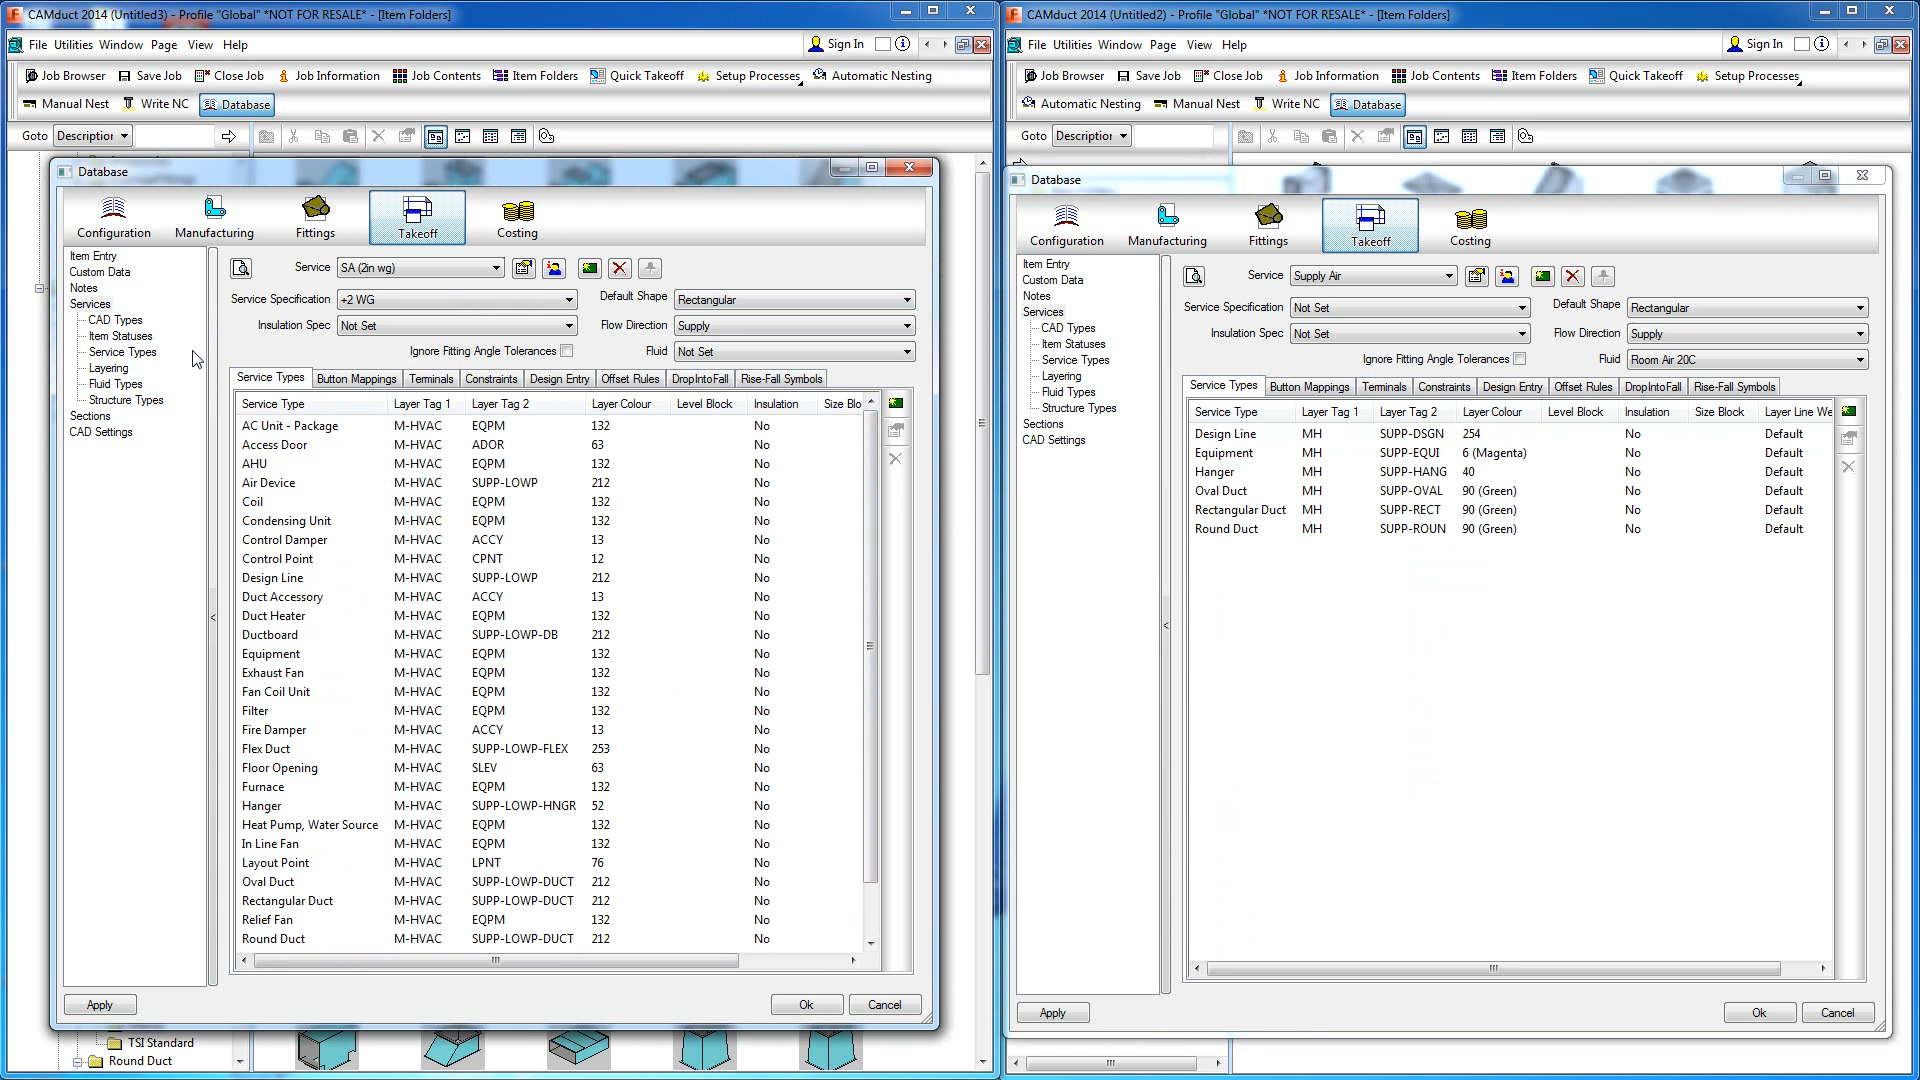 CAMduct 2014 (Untitled3) - Profile "Global" *NOT FOR RESALE* - [Item Folders]
File Utilities Window Page View Help
Sign In
Job Browser Save Job Close Job Job Information Job Contents Item Folders Quick Takeoff Setup Processes Automatic Nesting
Manual Nest Write NC Database
Goto Description
Database
Configuration Manufacturing Fittings Takeoff Costing
Item Entry
Custom Data
Notes
Services
CAD Types
Item Statuses
Service Types
Layering
Fluid Types
Structure Types
Sections
CAD Settings
Service SA (2in wg)
Service Specification +2 WG Default Shape Rectangular
Insulation Spec Not Set Flow Direction Supply
Ignore Fitting Angle Tolerances Fluid Not Set
Service Types Button Mappings Terminals Constraints Design Entry Offset Rules DropIntoFall Rise-Fall Symbols
Service Type Layer Tag 1 Layer Tag 2 Layer Colour Level Block Insulation Size Blo
AC Unit - Package M-HVAC EQPM 132 No
Access Door M-HVAC ADOR 63 No
AHU M-HVAC EQPM 132 No
Air Device M-HVAC SUPP-LOWP 212 No
Coil M-HVAC EQPM 132 No
Condensing Unit M-HVAC EQPM 132 No
Control Damper M-HVAC ACCY 13 No
Control Point M-HVAC CPNT 12 No
Design Line M-HVAC SUPP-LOWP 212 No
Duct Accessory M-HVAC ACCY 13 No
Duct Heater M-HVAC EQPM 132 No
Ductboard M-HVAC SUPP-LOWP-DB 212 No
Equipment M-HVAC EQPM 132 No
Exhaust Fan M-HVAC EQPM 132 No
Fan Coil Unit M-HVAC EQPM 132 No
Filter M-HVAC EQPM 132 No
Fire Damper M-HVAC ACCY 13 No
Flex Duct M-HVAC SUPP-LOWP-FLEX 253 No
Floor Opening M-HVAC SLEV 63 No
Furnace M-HVAC EQPM 132 No
Hanger M-HVAC SUPP-LOWP-HNGR 52 No
Heat Pump, Water Source M-HVAC EQPM 132 No
In Line Fan M-HVAC EQPM 132 No
Layout Point M-HVAC LPNT 76 No
Oval Duct M-HVAC SUPP-LOWP-DUCT 212 No
Rectangular Duct M-HVAC SUPP-LOWP-DUCT 212 No
Relief Fan M-HVAC EQPM 132 No
Round Duct M-HVAC SUPP-LOWP-DUCT 212 No
Apply Ok Cancel
TSI Standard
Round Duct
CAMduct 2014 (Untitled2) - Profile "Global" *NOT FOR RESALE* - [Item Folders]
File Utilities Window Page View Help
Sign In
Job Browser Save Job Close Job Job Information Job Contents Item Folders Quick Takeoff Setup Processes
Automatic Nesting Manual Nest Write NC Database
Goto Description
Database
Configuration Manufacturing Fittings Takeoff Costing
Item Entry
Custom Data
Notes
Services
CAD Types
Item Statuses
Service Types
Layering
Fluid Types
Structure Types
Sections
CAD Settings
Service Supply Air
Service Specification Not Set Default Shape Rectangular
Insulation Spec Not Set Flow Direction Supply
Ignore Fitting Angle Tolerances Fluid Room Air 20C
Service Types Button Mappings Terminals Constraints Design Entry Offset Rules DropIntoFall Rise-Fall Symbols
Service Type Layer Tag 1 Layer Tag 2 Layer Colour Level Block Insulation Size Block Layer Line We
Design Line MH SUPP-DSGN 254 No Default
Equipment MH SUPP-EQUI 6 (Magenta) No Default
Hanger MH SUPP-HANG 40 No Default
Oval Duct MH SUPP-OVAL 90 (Green) No Default
Rectangular Duct MH SUPP-RECT 90 (Green) No Default
Round Duct MH SUPP-ROUN 90 (Green) No Default
Apply Ok Cancel